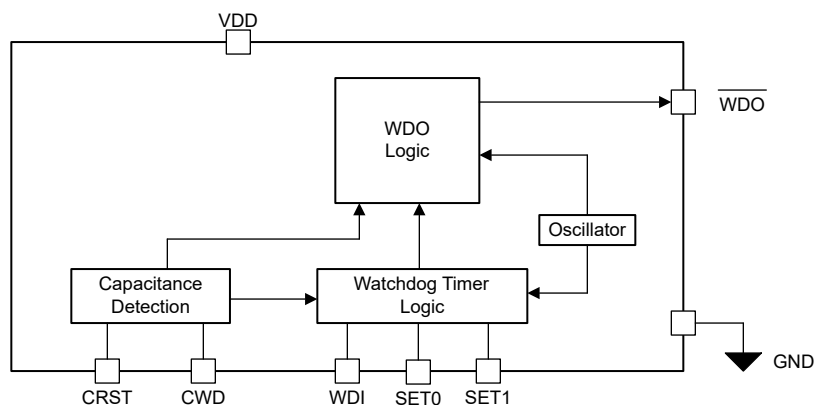 VDD
WDO
WDO
Logic
Oscillator
Capacitance
Detection
Watchdog Timer
Logic
GND
CRST
CWD
WDI
SET0
SET1